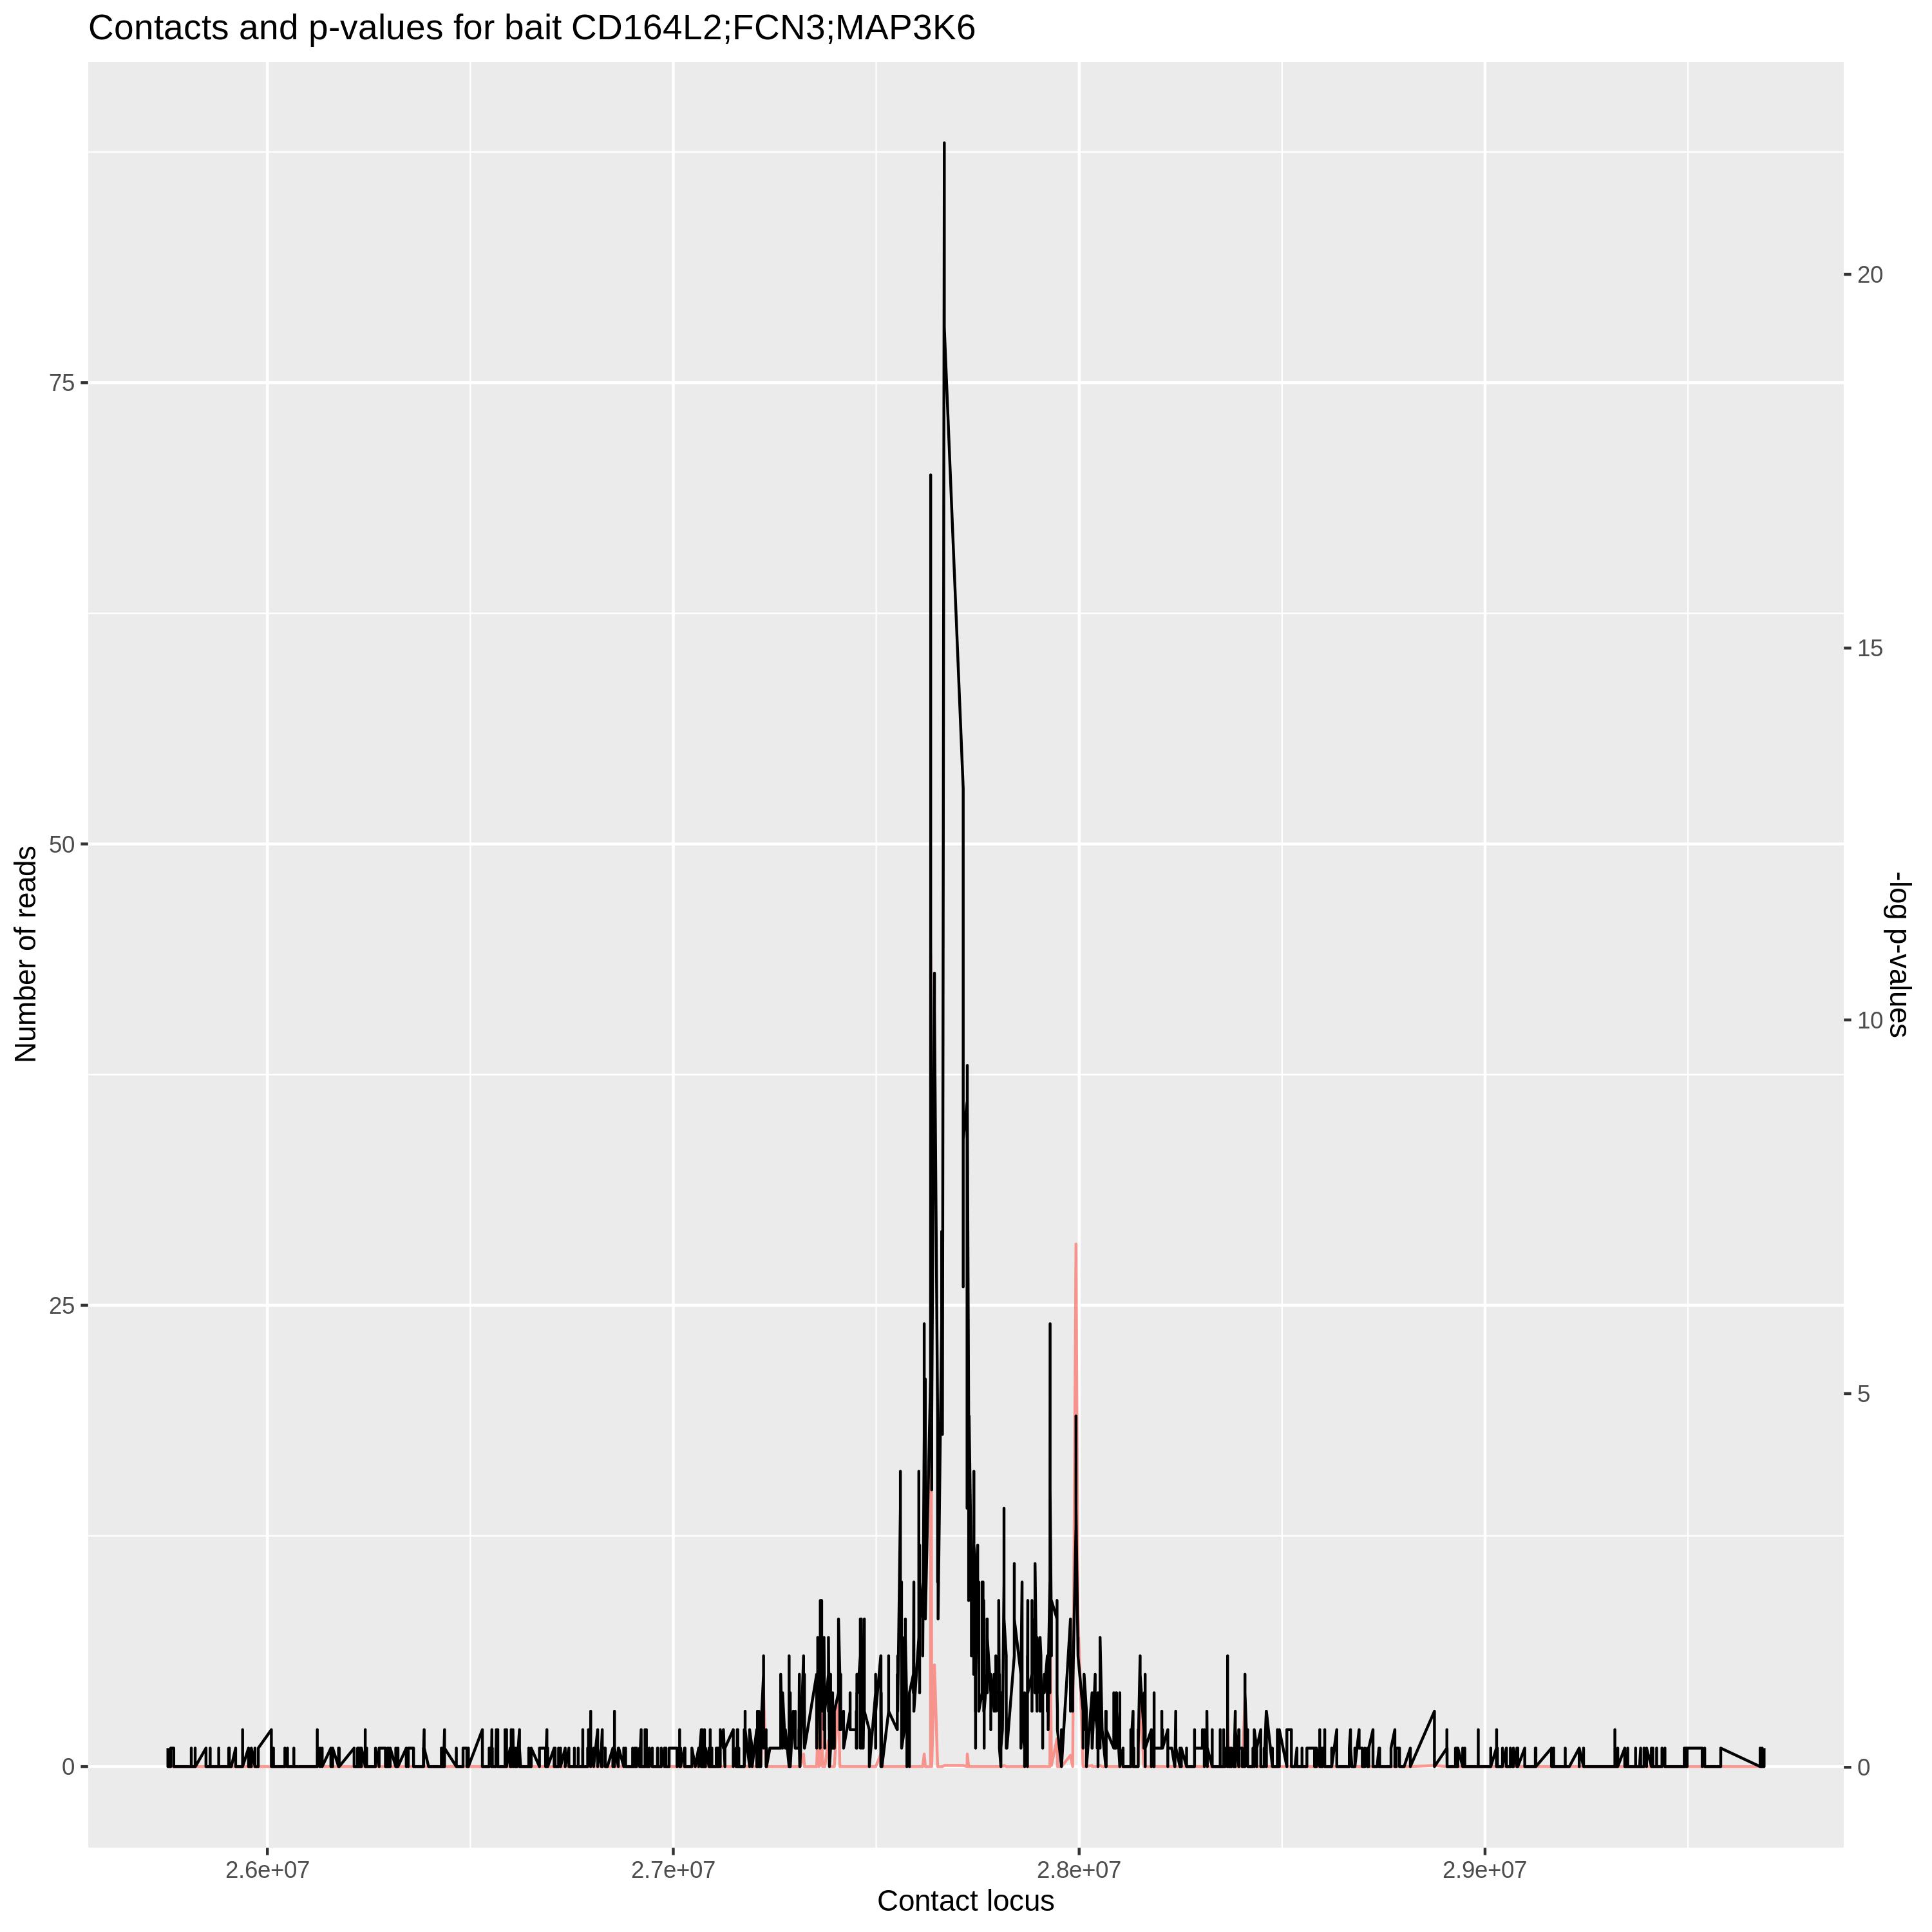 Contacts and p-values for bait CD164L2;FCN3;MAP3K6
Number of reads
75
50
25
0
20
15
10
5
0
-log p-values
2.6e+07
2.7e+07
2.8e+07
2.9e+07
Contact locus